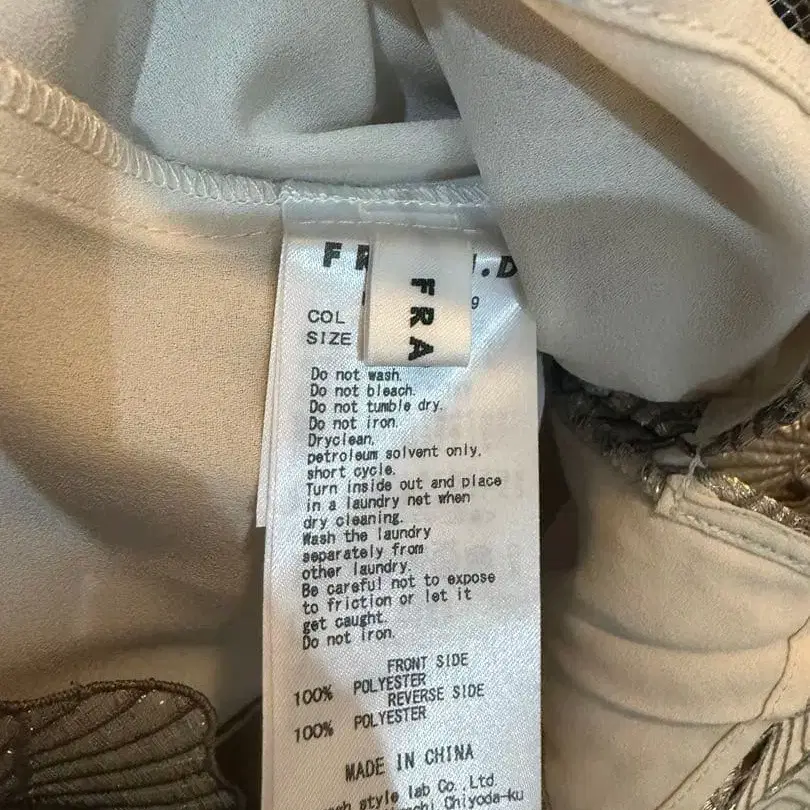 FRA
COL
SIZE
Do not wash.
Do not bleach.
Do not tumble dry.
Do not iron.
Dryclean,
petroleum solvent only,
short cycle.
Turn inside out and place
in a laundry net when
dry cleaning.
Wash the laundry
separately from
other laundry.
Be careful not to expose
to friction or let it
get caught.
Do not iron.
FRONT SIDE
100% POLYESTER
REVERSE SIDE
100% POLYESTER
MADE IN CHINA
style lab Co.,Ltd
Chiyoda-ku